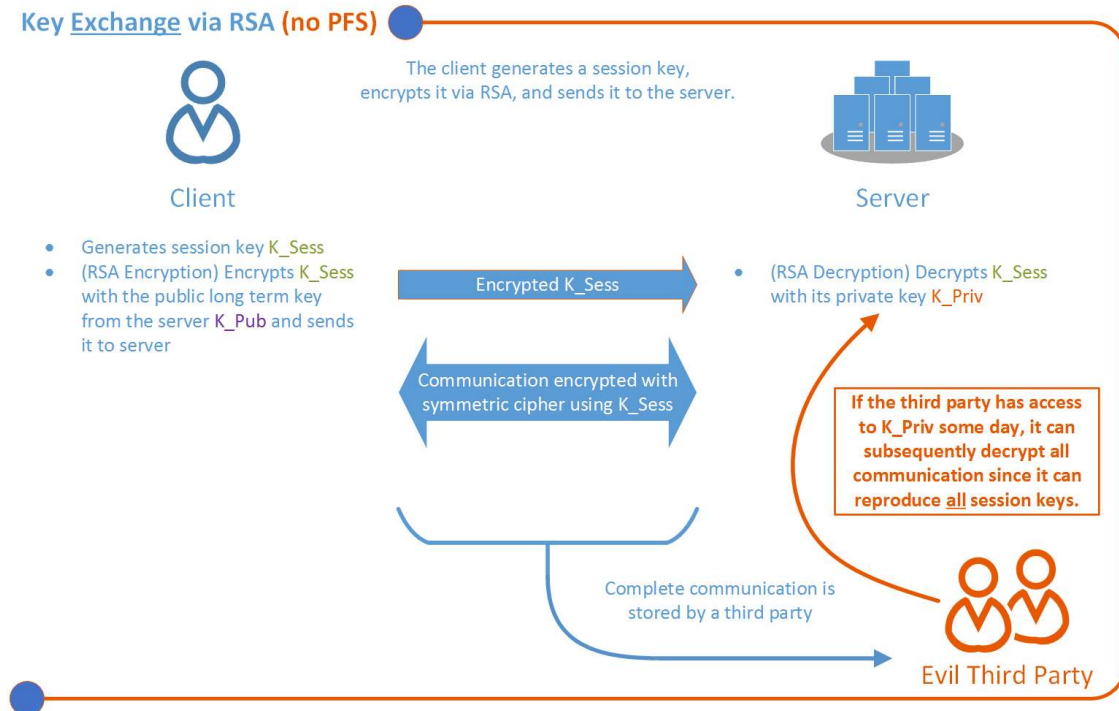 Key Exchange via RSA (no PFS)
The client generates a session key,
encrypts it via RSA, and sends it to the server.
Client
Server
• Generates session key K_Sess
• (RSA Encryption) Encrypts K_Sess
with the public long term key
from the server K_Pub and sends
it to server
Encrypted K_Sess
• (RSA Decryption) Decrypts K_Sess
with its private key K_Priv
Communication encrypted with
symmetric cipher using K_Sess
If the third party has access
to K_Priv some day, it can
subsequently decrypt all
communication since it can
reproduce all session keys.
Complete communication is
stored by a third party
Evil Third Party